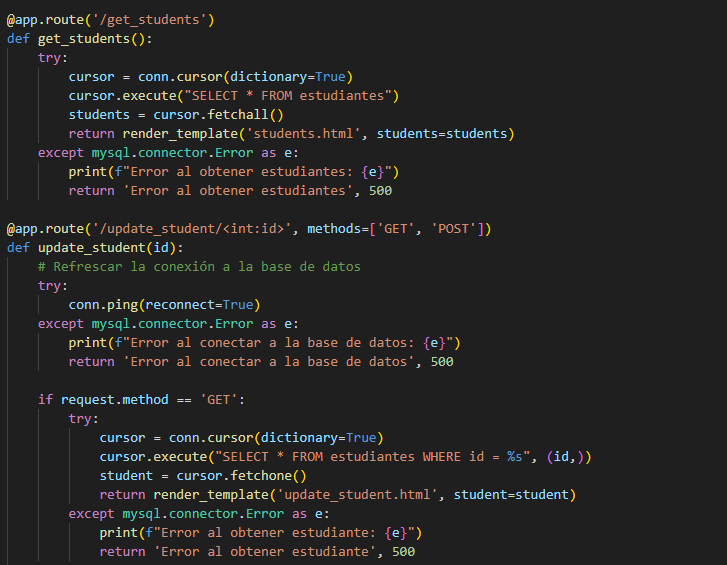 @app.route('/get_students')
def get_students():
    try:
        cursor = conn.cursor(dictionary=True)
        cursor.execute("SELECT * FROM estudiantes")
        students = cursor.fetchall()
        return render_template('students.html', students=students)
    except mysql.connector.Error as e:
        print(f"Error al obtener estudiantes: {e}")
        return 'Error al obtener estudiantes', 500

@app.route('/update_student/<int:id>', methods=['GET', 'POST'])
def update_student(id):
    # Refrescar la conexión a la base de datos
    try:
        conn.ping(reconnect=True)
    except mysql.connector.Error as e:
        print(f"Error al conectar a la base de datos: {e}")
        return 'Error al conectar a la base de datos', 500

    if request.method == 'GET':
        try:
            cursor = conn.cursor(dictionary=True)
            cursor.execute("SELECT * FROM estudiantes WHERE id = %s", (id,))
            student = cursor.fetchone()
            return render_template('update_student.html', student=student)
        except mysql.connector.Error as e:
            print(f"Error al obtener estudiante: {e}")
            return 'Error al obtener estudiante', 500